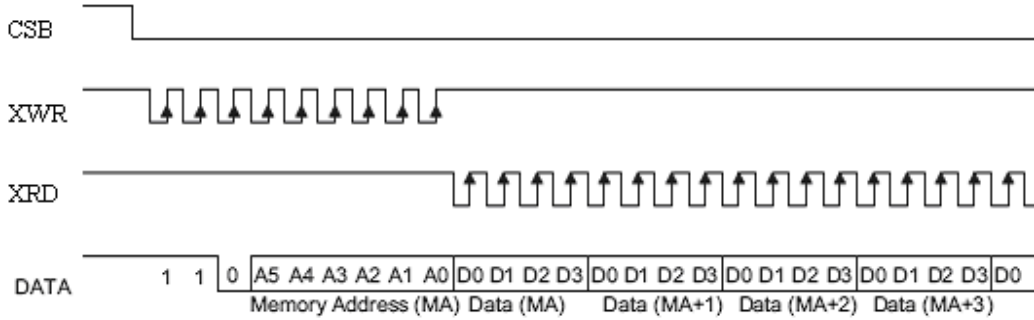 CSB
XWR
XRD
DATA 1 1 0 A5 A4 A3 A2 A1 A0 D0 D1 D2 D3 D0 D1 D2 D3 D0 D1 D2 D3 D0 D1 D2 D3 D0
Memory Address (MA) Data (MA) Data (MA+1) Data (MA+2) Data (MA+3)